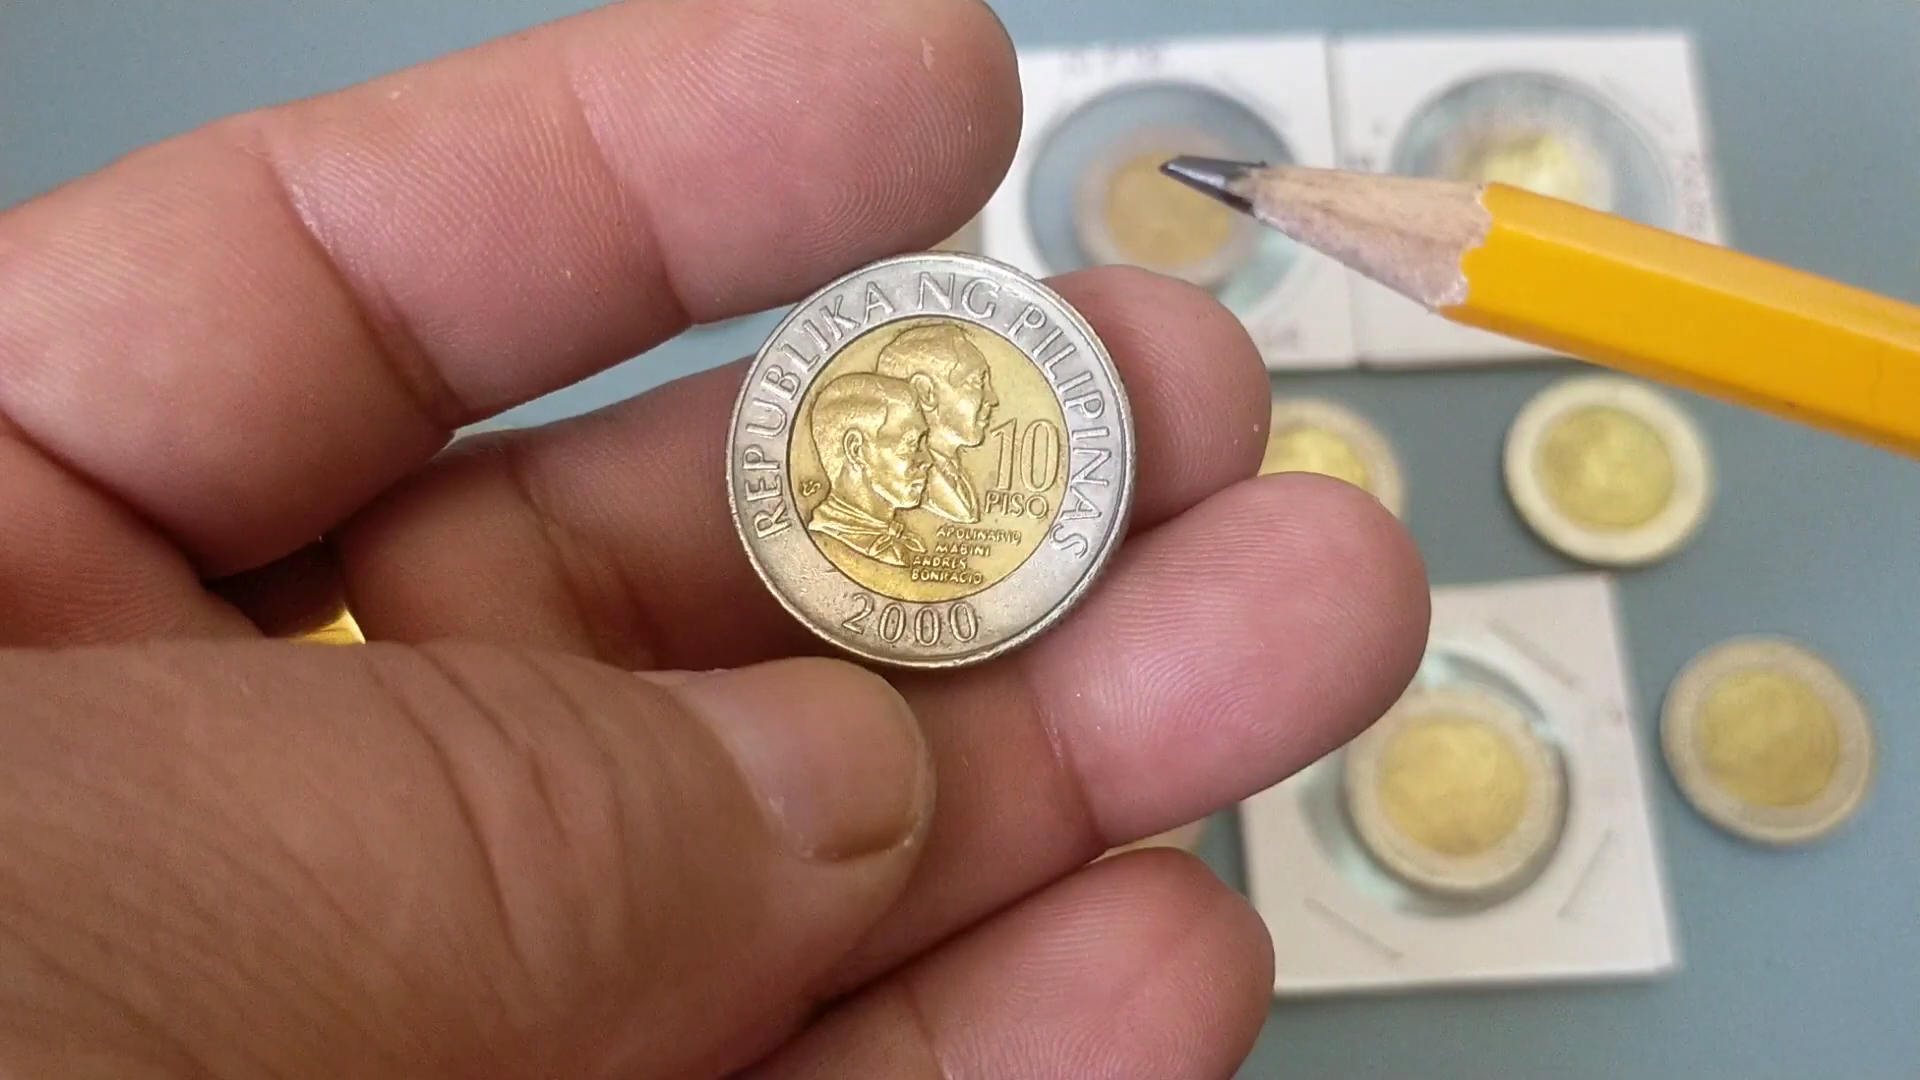 REPUBLIKA NG PILIPINAS
10
PISO
APOLINARIO
MABINI
ANDRES
BONIFACIO
2000